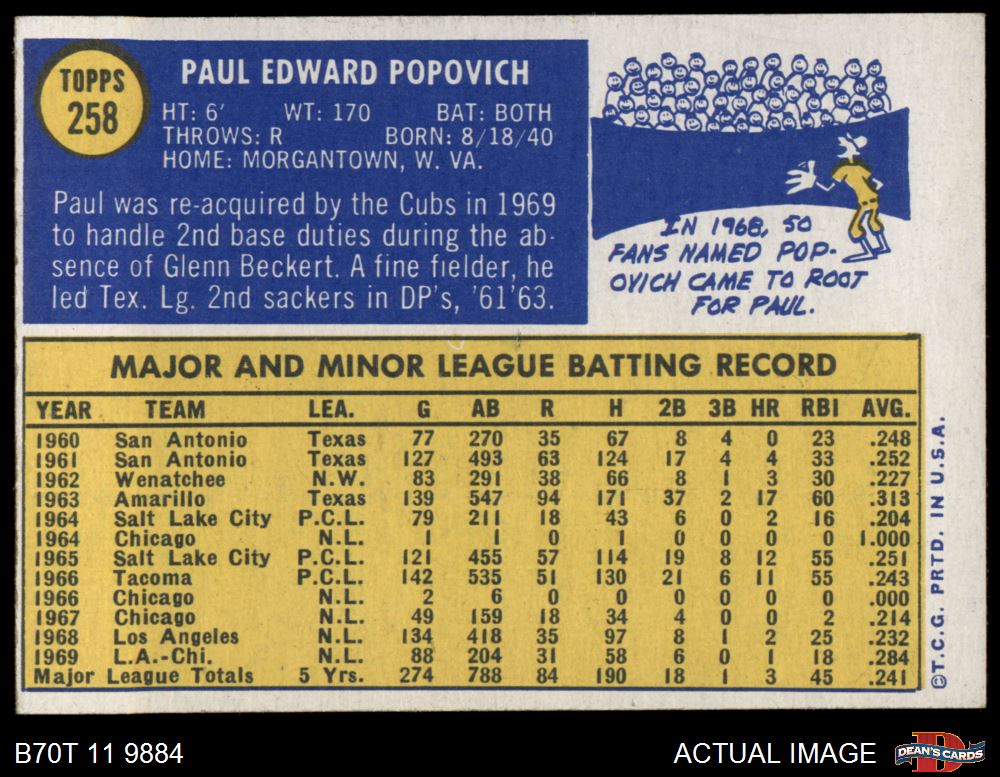 TOPPS
258
PAUL EDWARD POPOVICH
HT: 6' WT: 170 BAT: BOTH
THROWS: R BORN: 8/18/40
HOME: MORGANTOWN, W. VA.
Paul was re-acquired by the Cubs in 1969
to handle 2nd base duties during the ab-
sence of Glenn Beckert. A fine fielder, he
led Tex. Lg. 2nd sackers in DP's, '61'63.
IN 1968, 50
FANS NAMED POP-
OVICH CAME TO ROOT
FOR PAUL.
MAJOR AND MINOR LEAGUE BATTING RECORD
YEAR TEAM LEA. G AB R H 2B 3B HR RBI AVG.
1960 San Antonio Texas 77 270 35 67 8 4 0 23 .248
1961 San Antonio Texas 127 493 63 124 17 4 4 33 .252
1962 Wenatchee N.W. 83 291 38 66 8 1 3 30 .227
1963 Amarillo Texas 139 547 94 171 37 2 17 60 .313
1964 Salt Lake City P.C.L. 79 211 18 43 6 0 2 16 .204
1964 Chicago N.L. 1 1 0 1 0 0 0 0 1.000
1965 Salt Lake City P.C.L. 121 455 57 114 19 8 12 55 .251
1966 Tacoma P.C.L. 142 535 51 130 21 6 11 55 .243
1966 Chicago N.L. 2 6 0 0 0 0 0 0 .000
1967 Chicago N.L. 49 159 18 34 4 0 0 2 .214
1968 Los Angeles N.L. 134 418 35 97 8 1 2 25 .232
1969 L.A.-Chi. N.L. 88 204 31 58 6 0 1 18 .284
Major League Totals 5 Yrs. 274 788 84 190 18 1 3 45 .241
©T.C.G. PRTD. IN U.S.A.
B70T 11 9884
ACTUAL IMAGE
D
DEAN'S CARDS